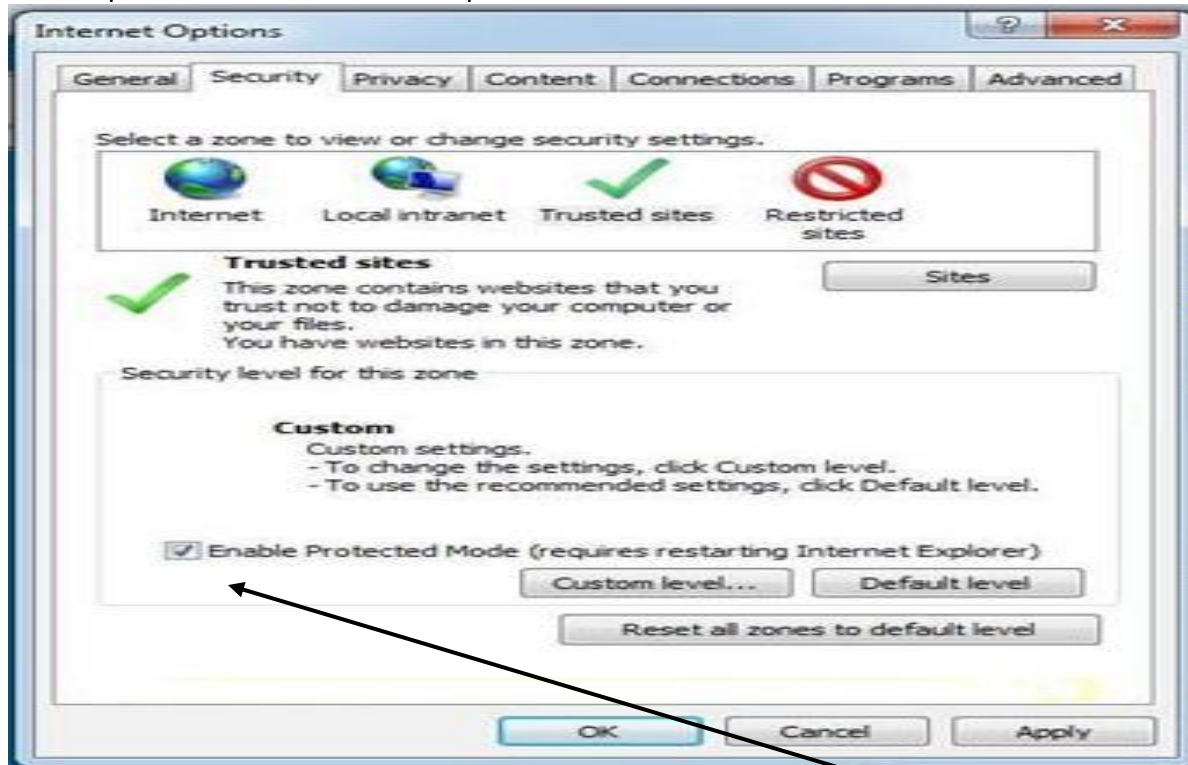 Internet Options
General Security Privacy Content Connections Programs Advanced
Select a zone to view or change security settings.
Internet Local intranet Trusted sites Restricted sites
Trusted sites
Sites
This zone contains websites that you
trust not to damage your computer or
your files.
You have websites in this zone.
Security level for this zone
Custom
Custom settings.
- To change the settings, click Custom level.
- To use the recommended settings, click Default level.
Enable Protected Mode (requires restarting Internet Explorer)
Custom level... Default level
Reset all zones to default level
OK Cancel Apply